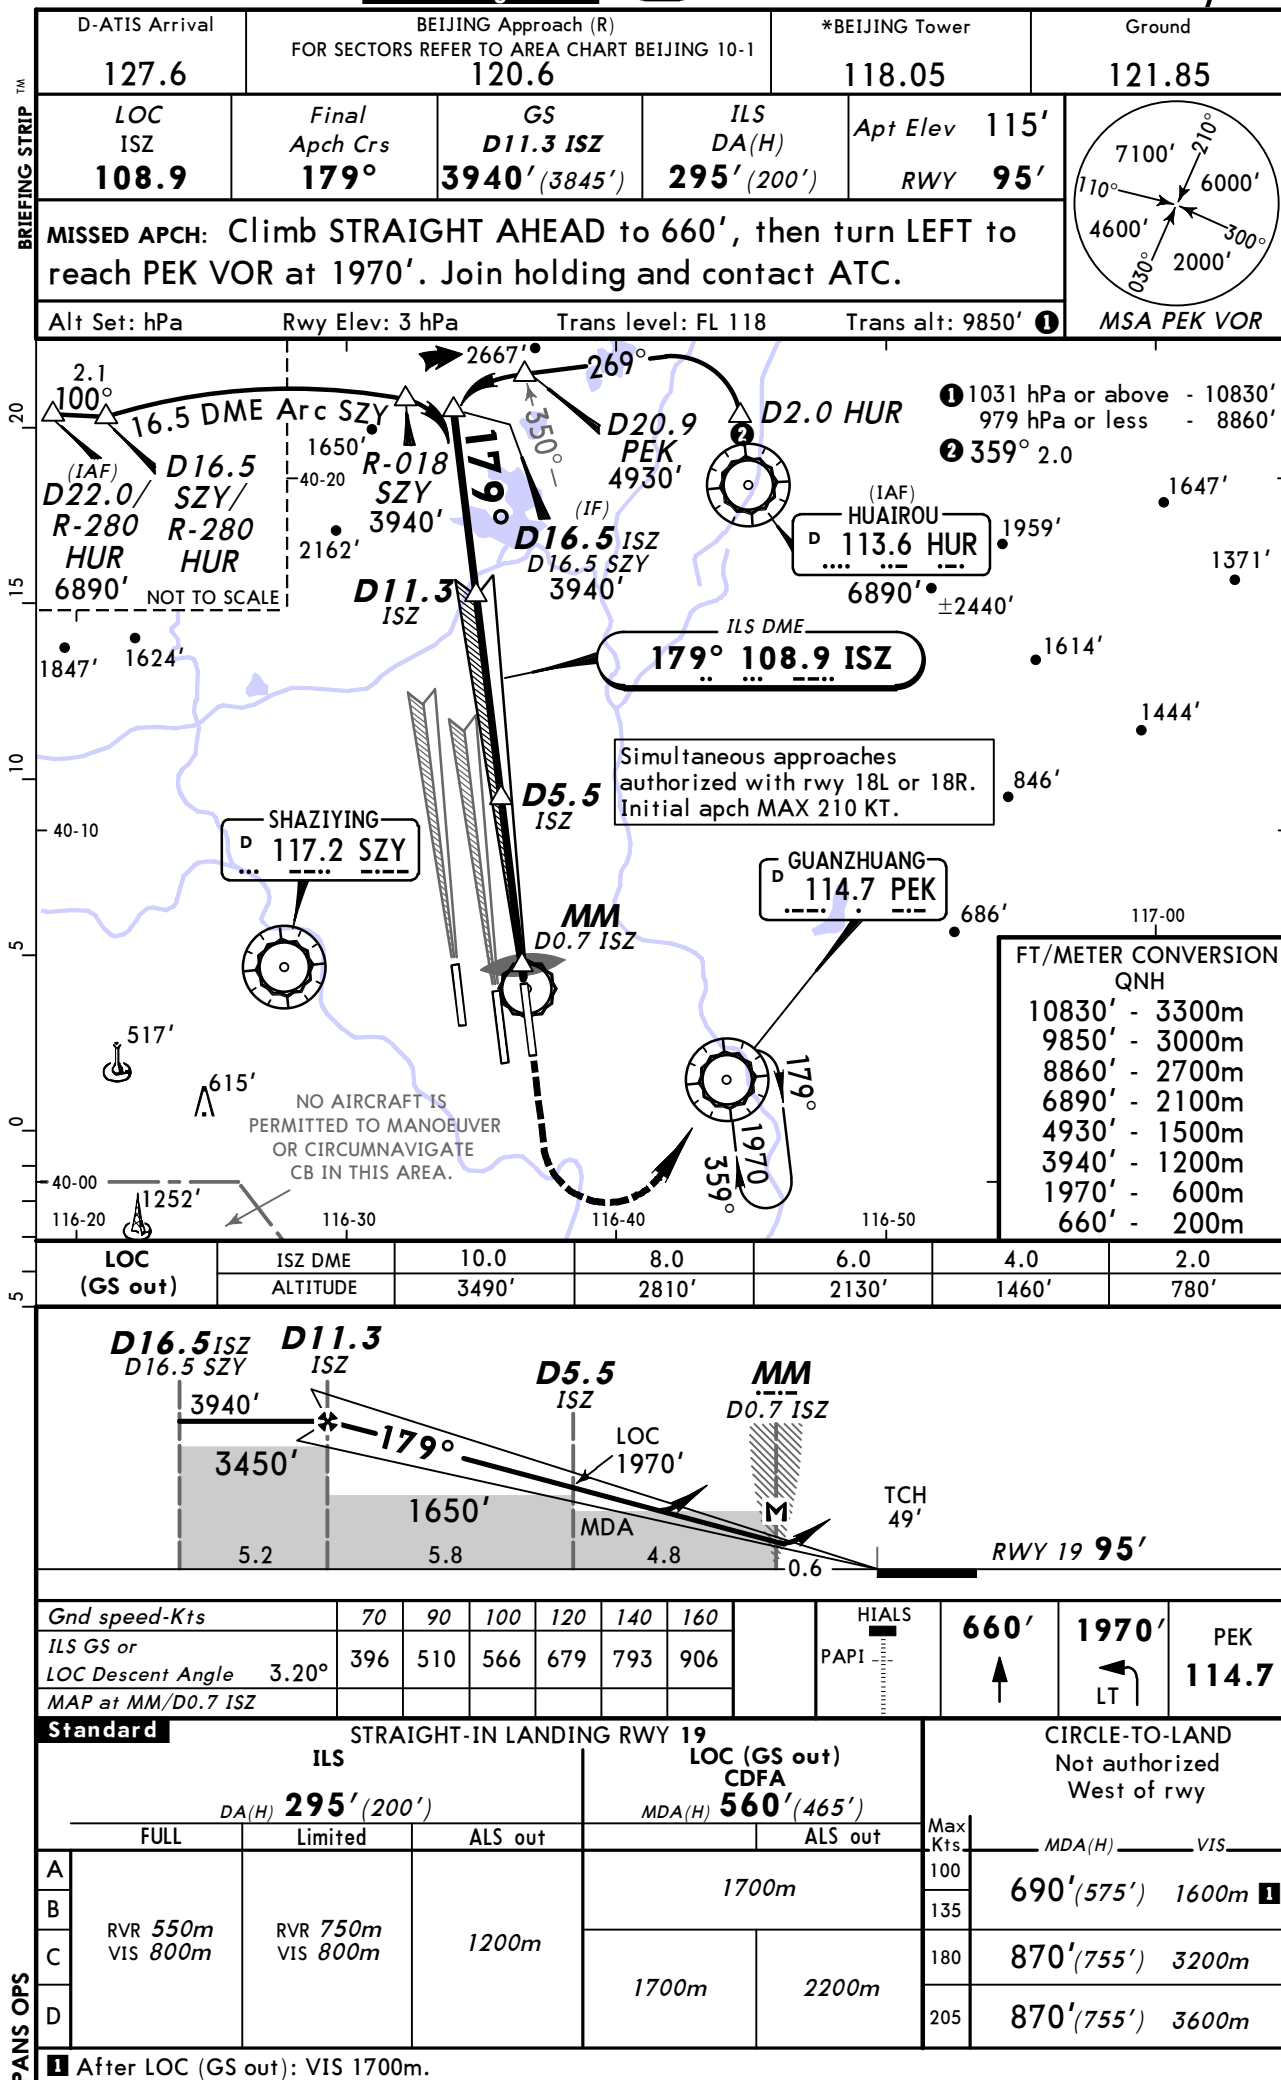 D-ATIS Arrival
127.6
BEIJING Approach (R)
FOR SECTORS REFER TO AREA CHART BEIJING 10-1
120.6
*BEIJING Tower
118.05
Ground
121.85
BRIEFING STRIP TM
LOC
ISZ
108.9
Final
Apch Crs
179°
GS
D11.3 ISZ
3940' (3845')
ILS
DA(H)
295' (200')
Apt Elev 115'
RWY 95'
MISSED APCH: Climb STRAIGHT AHEAD to 660', then turn LEFT to
reach PEK VOR at 1970'. Join holding and contact ATC.
Alt Set: hPa Rwy Elev: 3 hPa Trans level: FL 118 Trans alt: 9850' 1
210°
7100'
6000'
110°
4600'
300°
2000'
030°
MSA PEK VOR
2.1
100°
16.5 DME Arc SZY
2667'
269°
D2.0 HUR
2
1 1031 hPa or above - 10830'
979 hPa or less - 8860'
2 359° 2.0
(IAF)
D22.0/
R-280
HUR
6890'
D16.5
SZY/
R-280
HUR
NOT TO SCALE
1650'
40-20
2162'
R-018
SZY
3940'
179°
350°
D20.9
PEK
4930'
(IF)
D16.5 ISZ
D16.5 SZY
3940'
(IAF)
HUAIROU
D 113.6 HUR
6890'
1959'
1647'
1371'
±2440'
D11.3
ISZ
1847'
1624'
ILS DME
179° 108.9 ISZ
1614'
1444'
Simultaneous approaches
authorized with rwy 18L or 18R.
Initial apch MAX 210 KT.
846'
D5.5
ISZ
40-10
SHAZIYING
D 117.2 SZY
GUANZHUANG
D 114.7 PEK
MM
D0.7 ISZ
686'
117-00
FT/METER CONVERSION
QNH
10830' - 3300m
9850' - 3000m
8860' - 2700m
6890' - 2100m
4930' - 1500m
3940' - 1200m
1970' - 600m
660' - 200m
517'
615'
NO AIRCRAFT IS
PERMITTED TO MANOEUVER
OR CIRCUMNAVIGATE
CB IN THIS AREA.
179°
1970
359°
40-00
1252'
116-20
116-30
116-40
116-50
20
15
10
5
0
5
LOC
(GS out)
ISZ DME 10.0 8.0 6.0 4.0 2.0
ALTITUDE 3490' 2810' 2130' 1460' 780'
D16.5 ISZ
D16.5 SZY
D11.3
ISZ
D5.5
ISZ
MM
D0.7 ISZ
3940'
179°
LOC
1970'
3450'
1650'
MDA
M
TCH
49'
5.2
5.8
4.8
0.6
RWY 19 95'
Gnd speed-Kts 70 90 100 120 140 160
ILS GS or
LOC Descent Angle 3.20° 396 510 566 679 793 906
MAP at MM/D0.7 ISZ
HIALS
PAPI
660'
1970'
LT
PEK
114.7
Standard
STRAIGHT-IN LANDING RWY 19
ILS
DA(H) 295' (200')
LOC (GS out)
CDFA
MDA(H) 560' (465')
CIRCLE-TO-LAND
Not authorized
West of rwy
FULL Limited ALS out
ALS out
Max
Kts
MDA(H) VIS
A
B
C
D
RVR 550m
VIS 800m
RVR 750m
VIS 800m
1200m
1700m
1700m
2200m
100
135
690' (575') 1600m 1
180 870' (755') 3200m
205 870' (755') 3600m
PANS OPS
1 After LOC (GS out): VIS 1700m.